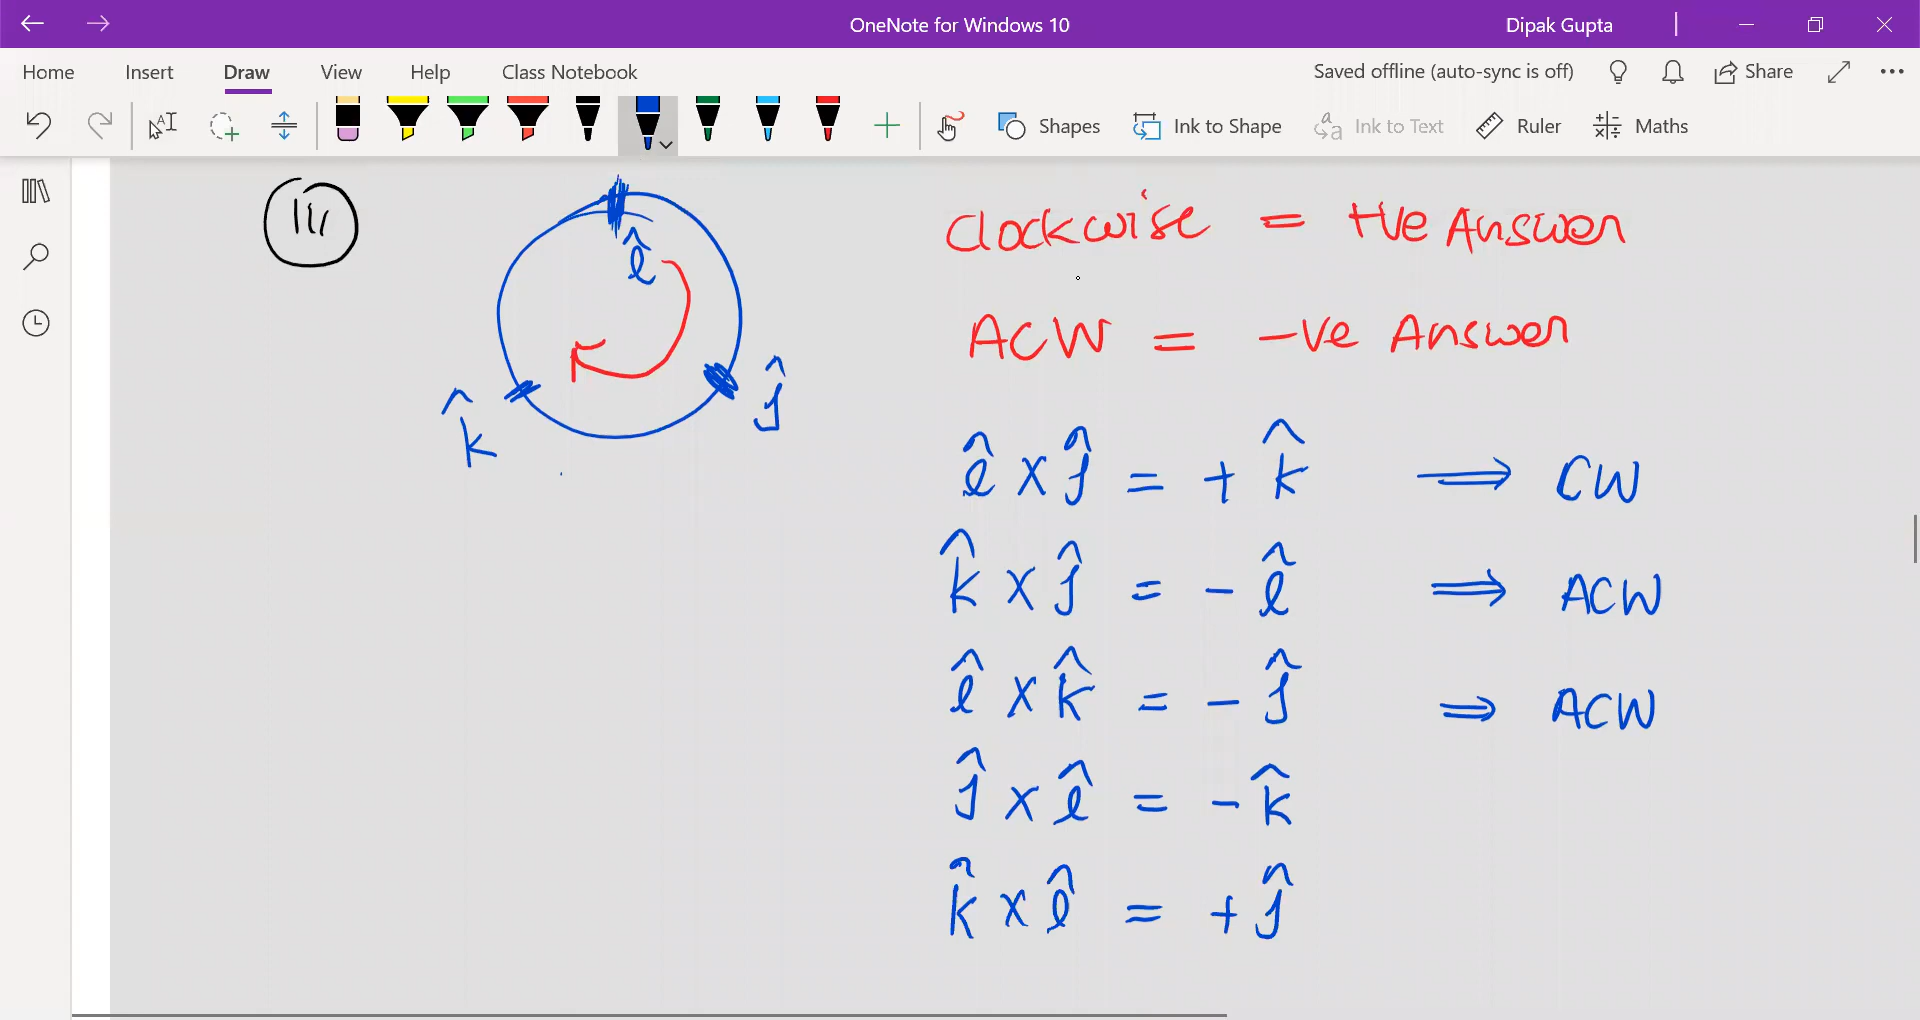 OneNote for Windows 10 Dipak Gupta
Home Insert Draw View Help Class Notebook Saved offline (auto-sync is off) Share
Shapes Ink to Shape Ink to Text Ruler Maths
iii
Clockwise = +ve Answer
ACW = -ve Answer
î
ĵ
k̂
î × ĵ = + k̂ ⟹ CW
k̂ × ĵ = - î ⟹ ACW
î × k̂ = - ĵ ⟹ ACW
ĵ × î = - k̂
k̂ × î = + ĵ